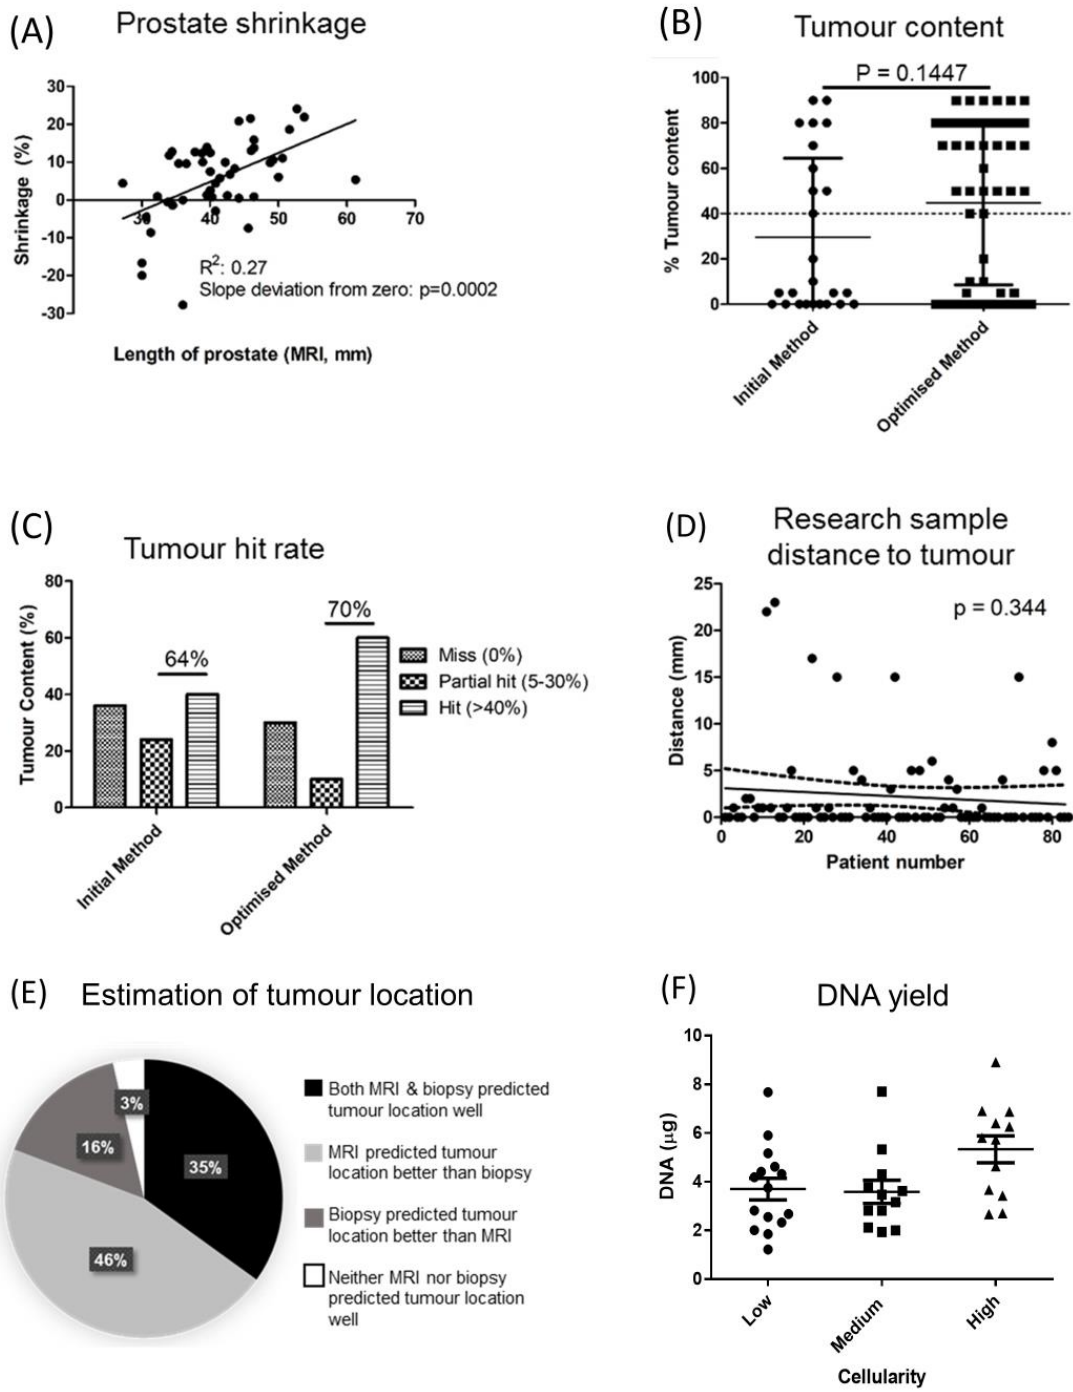 (A) Prostate shrinkage
30
20
10
0
-10
-20
-30
30 40 50 60 70
Shrinkage (%)
R2: 0.27
Slope deviation from zero: p=0.0002
Length of prostate (MRI, mm)
(B) Tumour content
P = 0.1447
100
80
60
40
20
0
% Tumour content
Initial Method
Optimised Method
(C) Tumour hit rate
80
60
40
20
0
Tumour Content (%)
64%
70%
Miss (0%)
Partial hit (5-30%)
Hit (>40%)
Initial Method
Optimised Method
(D) Research sample
distance to tumour
p = 0.344
25
20
15
10
5
0
Distance (mm)
0 20 40 60 80
Patient number
(E) Estimation of tumour location
3%
16%
35%
46%
Both MRI & biopsy predicted
tumour location well
MRI predicted tumour
location better than biopsy
Biopsy predicted tumour
location better than MRI
Neither MRI nor biopsy
predicted tumour location
well
(F) DNA yield
10
8
6
4
2
0
DNA (μg)
Low
Medium
High
Cellularity